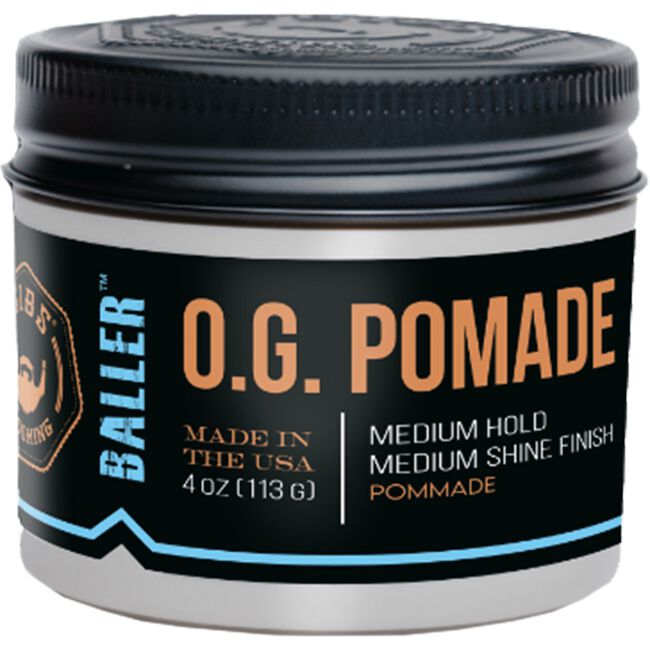 BALLER™
O.G. POMADE
MADE IN
THE USA
4 OZ (113 G)
MEDIUM HOLD
MEDIUM SHINE FINISH
POMMADE